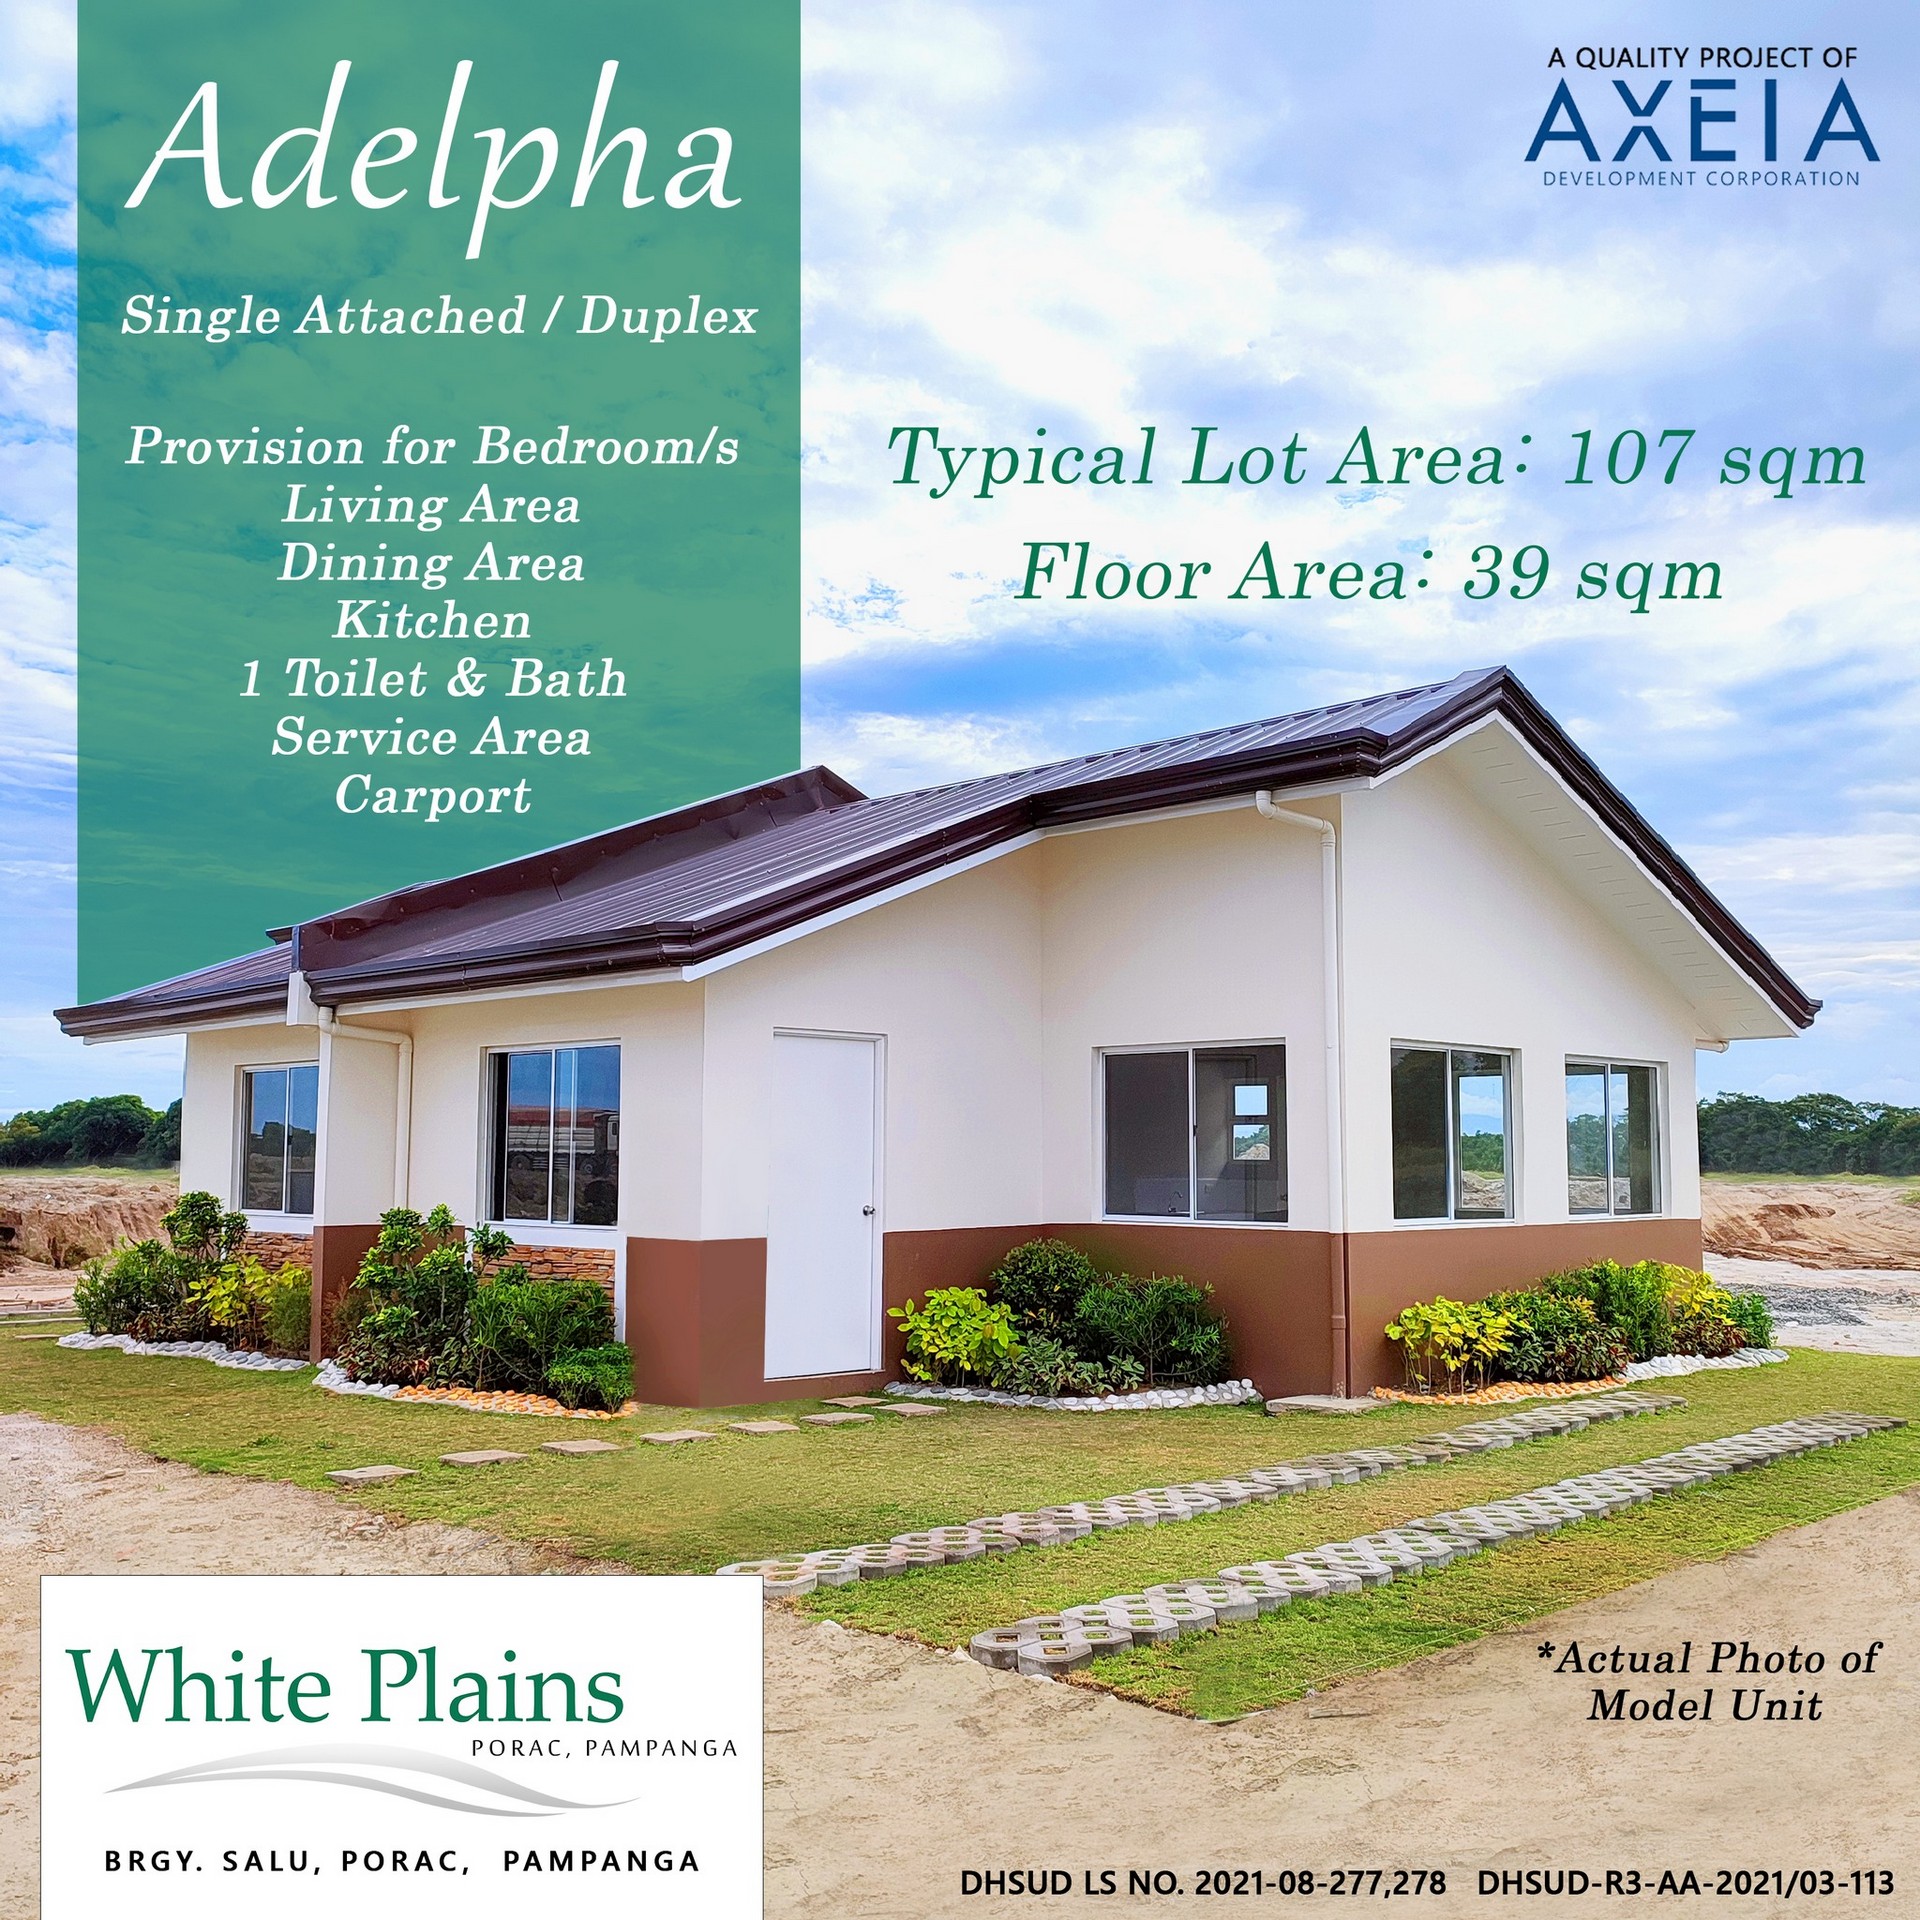 Adelpha
Single Attached / Duplex
Provision for Bedroom/s
Living Area
Dining Area
Kitchen
1 Toilet & Bath
Service Area
Carport
A QUALITY PROJECT OF
AXEIA
DEVELOPMENT CORPORATION
Typical Lot Area: 107 sqm
Floor Area: 39 sqm
*Actual Photo of
Model Unit
White Plains
PORAC, PAMPANGA
BRGY. SALU, PORAC, PAMPANGA
DHSUD LS NO. 2021-08-277,278 DHSUD-R3-AA-2021/03-113